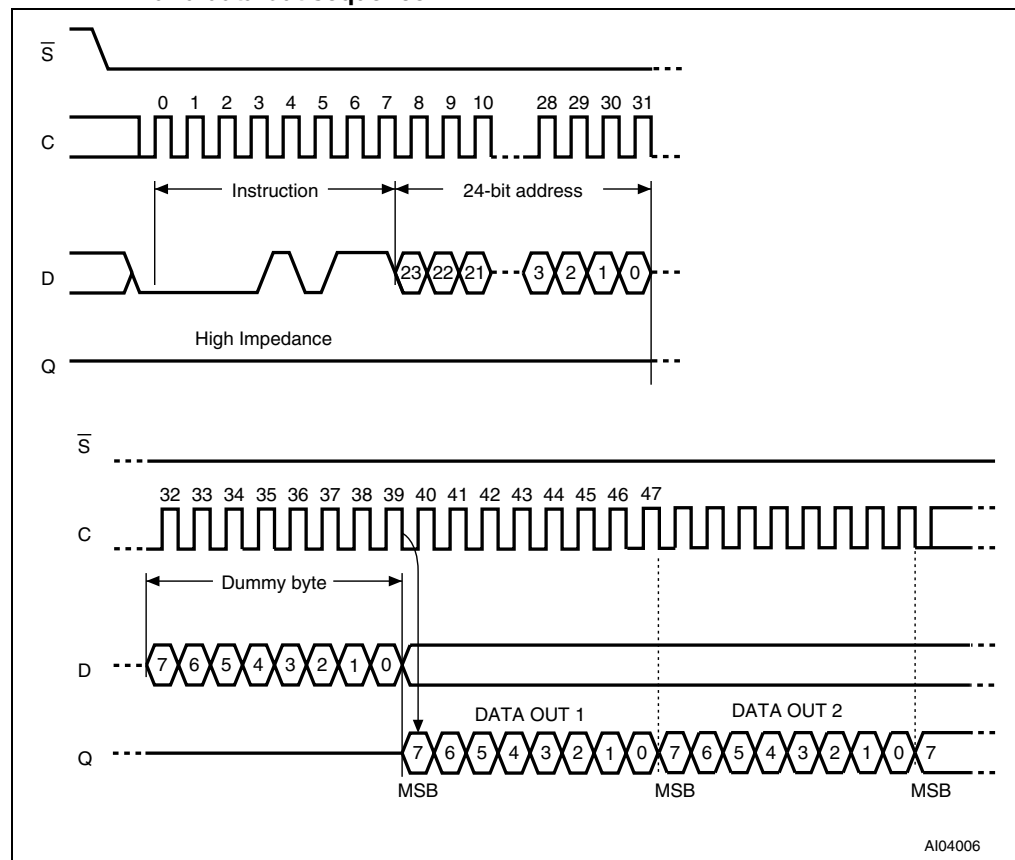 S
0 1 2 3 4 5 6 7 8 9 10 28 29 30 31
C
Instruction 24-bit address
D 23 22 21 3 2 1 0
High Impedance
Q
S
32 33 34 35 36 37 38 39 40 41 42 43 44 45 46 47
C
Dummy byte
D 7 6 5 4 3 2 1 0
DATA OUT 1 DATA OUT 2
Q 7 6 5 4 3 2 1 0 7 6 5 4 3 2 1 0 7
MSB MSB MSB
AI04006